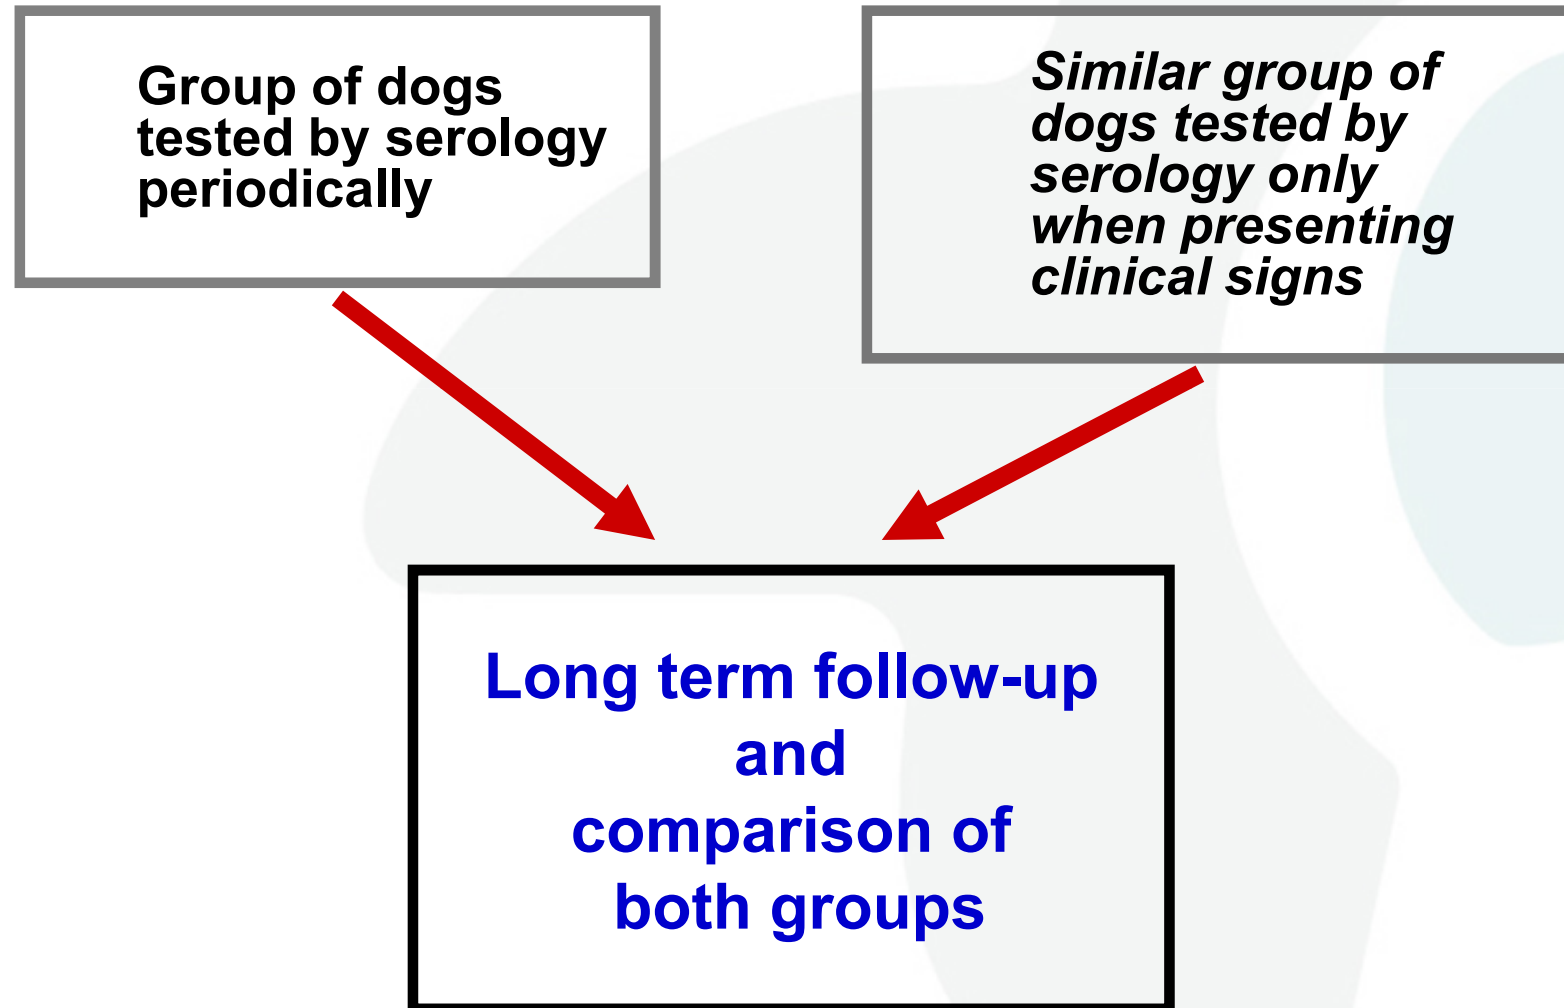 Group of dogs
tested by serology
periodically
Similar group of
dogs tested by
serology only
when presenting
clinical signs
Long term follow-up
and
comparison of
both groups